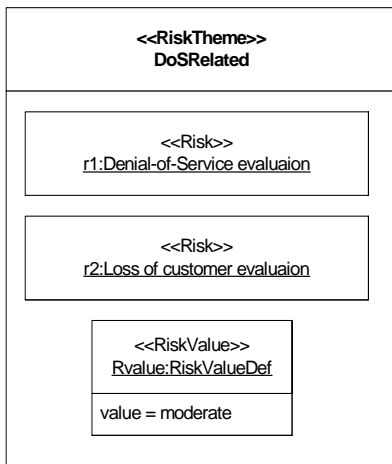 <<RiskTheme>>
DoSRelated
<<Risk>>
r1:Denial-of-Service evaluaion
<<Risk>>
r2:Loss of customer evaluaion
<<RiskValue>>
Rvalue:RiskValueDef
value = moderate